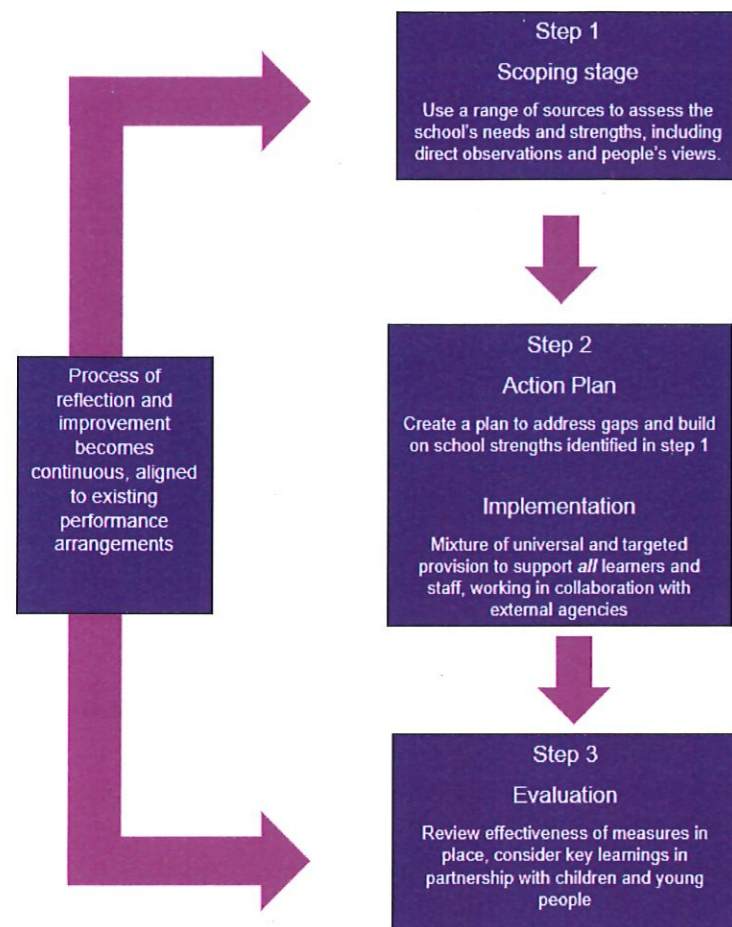 Step 1
Scoping stage
Use a range of sources to assess the
school's needs and strengths, including
direct observations and people's views.
Process of
reflection and
improvement
becomes
continuous, aligned
to existing
performance
arrangements
Step 2
Action Plan
Create a plan to address gaps and build
on school strengths identified in step 1
Implementation
Mixture of universal and targeted
provision to support all learners and
staff, working in collaboration with
external agencies
Step 3
Evaluation
Review effectiveness of measures in
place, consider key learnings in
partnership with children and young
people